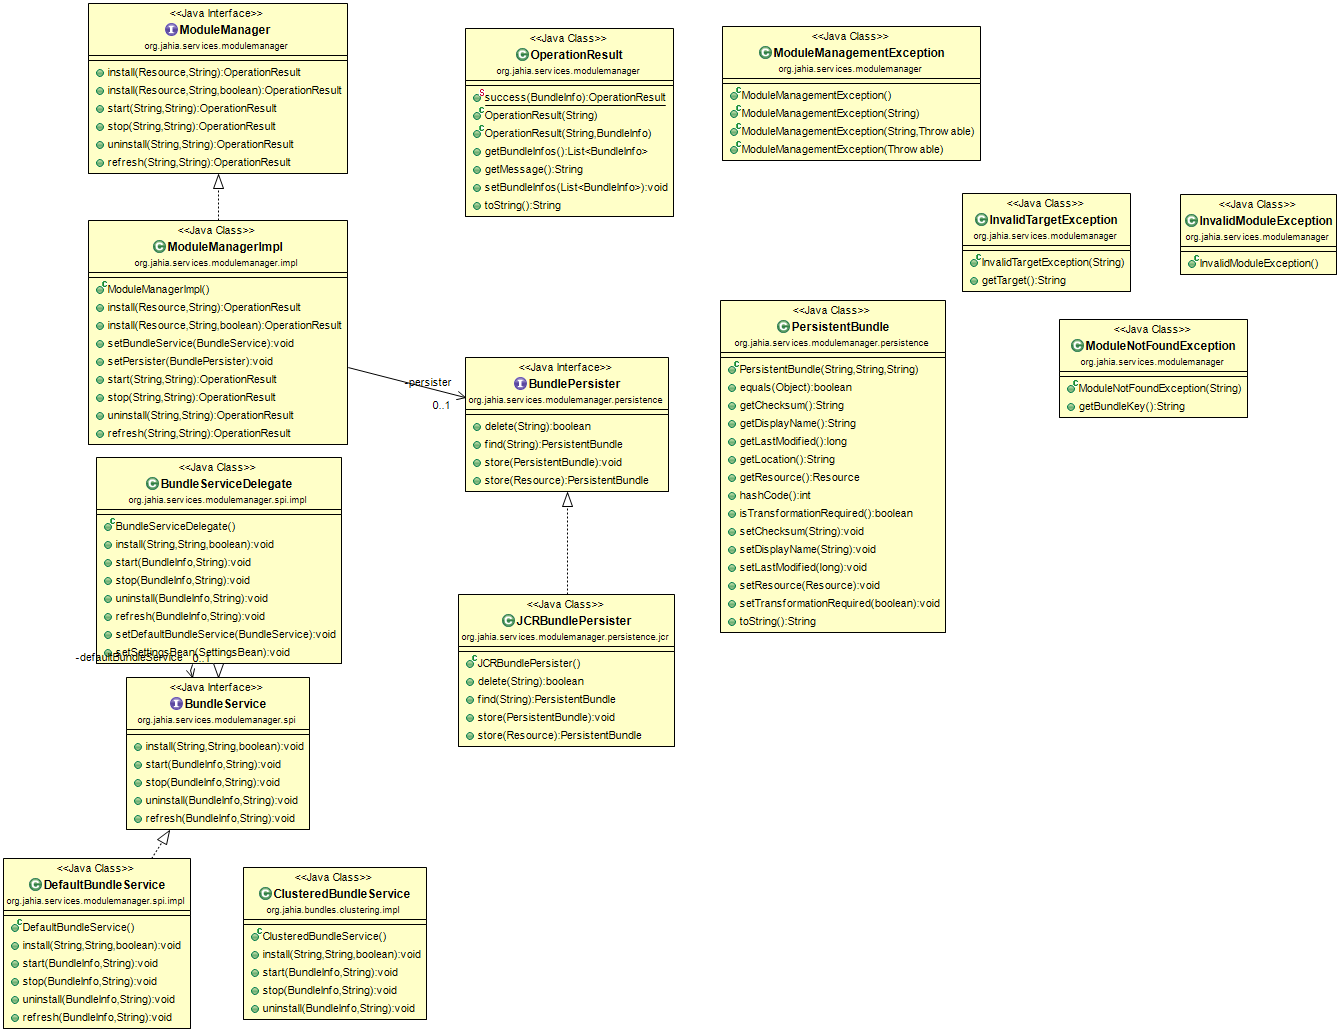 <<Java Interface>>
ModuleManager
org.jahia.services.modulemanager
install(Resource,String):OperationResult
install(Resource,String,boolean):OperationResult
start(String,String):OperationResult
stop(String,String):OperationResult
uninstall(String,String):OperationResult
refresh(String,String):OperationResult
<<Java Class>>
OperationResult
org.jahia.services.modulemanager
success(BundleInfo):OperationResult
OperationResult(String)
OperationResult(String,BundleInfo)
getBundleInfos():List<BundleInfo>
getMessage():String
setBundleInfos(List<BundleInfo>):void
toString():String
<<Java Class>>
ModuleManagementException
org.jahia.services.modulemanager
ModuleManagementException()
ModuleManagementException(String)
ModuleManagementException(String,Throwable)
ModuleManagementException(Throwable)
<<Java Class>>
InvalidTargetException
org.jahia.services.modulemanager
InvalidTargetException(String)
getTarget():String
<<Java Class>>
InvalidModuleException
org.jahia.services.modulemanager
InvalidModuleException()
<<Java Class>>
ModuleManagerImpl
org.jahia.services.modulemanager.impl
ModuleManagerImpl()
install(Resource,String):OperationResult
install(Resource,String,boolean):OperationResult
setBundleService(BundleService):void
setPersister(BundlePersister):void
start(String,String):OperationResult
stop(String,String):OperationResult
uninstall(String,String):OperationResult
refresh(String,String):OperationResult
-persister
0..1
<<Java Interface>>
BundlePersister
org.jahia.services.modulemanager.persistence
delete(String):boolean
find(String):PersistentBundle
store(PersistentBundle):void
store(Resource):PersistentBundle
<<Java Class>>
PersistentBundle
org.jahia.services.modulemanager.persistence
PersistentBundle(String,String,String)
equals(Object):boolean
getChecksum():String
getDisplayName():String
getLastModified():long
getLocation():String
getResource():Resource
hashCode():int
isTransformationRequired():boolean
setChecksum(String):void
setDisplayName(String):void
setLastModified(long):void
setResource(Resource):void
setTransformationRequired(boolean):void
toString():String
<<Java Class>>
ModuleNotFoundException
org.jahia.services.modulemanager
ModuleNotFoundException(String)
getBundleKey():String
<<Java Class>>
BundleServiceDelegate
org.jahia.services.modulemanager.spi.impl
BundleServiceDelegate()
install(String,String,boolean):void
start(BundleInfo,String):void
stop(BundleInfo,String):void
uninstall(BundleInfo,String):void
refresh(BundleInfo,String):void
setDefaultBundleService(BundleService):void
setSettingsBean(SettingsBean):void
-defaultBundleService
0..1
<<Java Class>>
JCRBundlePersister
org.jahia.services.modulemanager.persistence.jcr
JCRBundlePersister()
delete(String):boolean
find(String):PersistentBundle
store(PersistentBundle):void
store(Resource):PersistentBundle
<<Java Interface>>
BundleService
org.jahia.services.modulemanager.spi
install(String,String,boolean):void
start(BundleInfo,String):void
stop(BundleInfo,String):void
uninstall(BundleInfo,String):void
refresh(BundleInfo,String):void
<<Java Class>>
DefaultBundleService
org.jahia.services.modulemanager.spi.impl
DefaultBundleService()
install(String,String,boolean):void
start(BundleInfo,String):void
stop(BundleInfo,String):void
uninstall(BundleInfo,String):void
refresh(BundleInfo,String):void
<<Java Class>>
ClusteredBundleService
org.jahia.bundles.clustering.impl
ClusteredBundleService()
install(String,String,boolean):void
start(BundleInfo,String):void
stop(BundleInfo,String):void
uninstall(BundleInfo,String):void